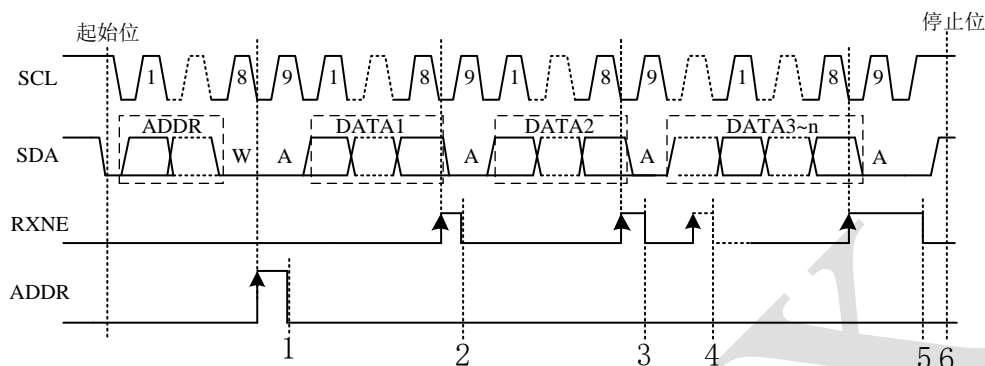 起始位
停止位
SCL 1 8 9 1 8 9 1 8 9 1 8 9
ADDR DATA1 DATA2 DATA3~n
SDA W A A A A
RXNE
ADDR
1 2 3 4 5 6